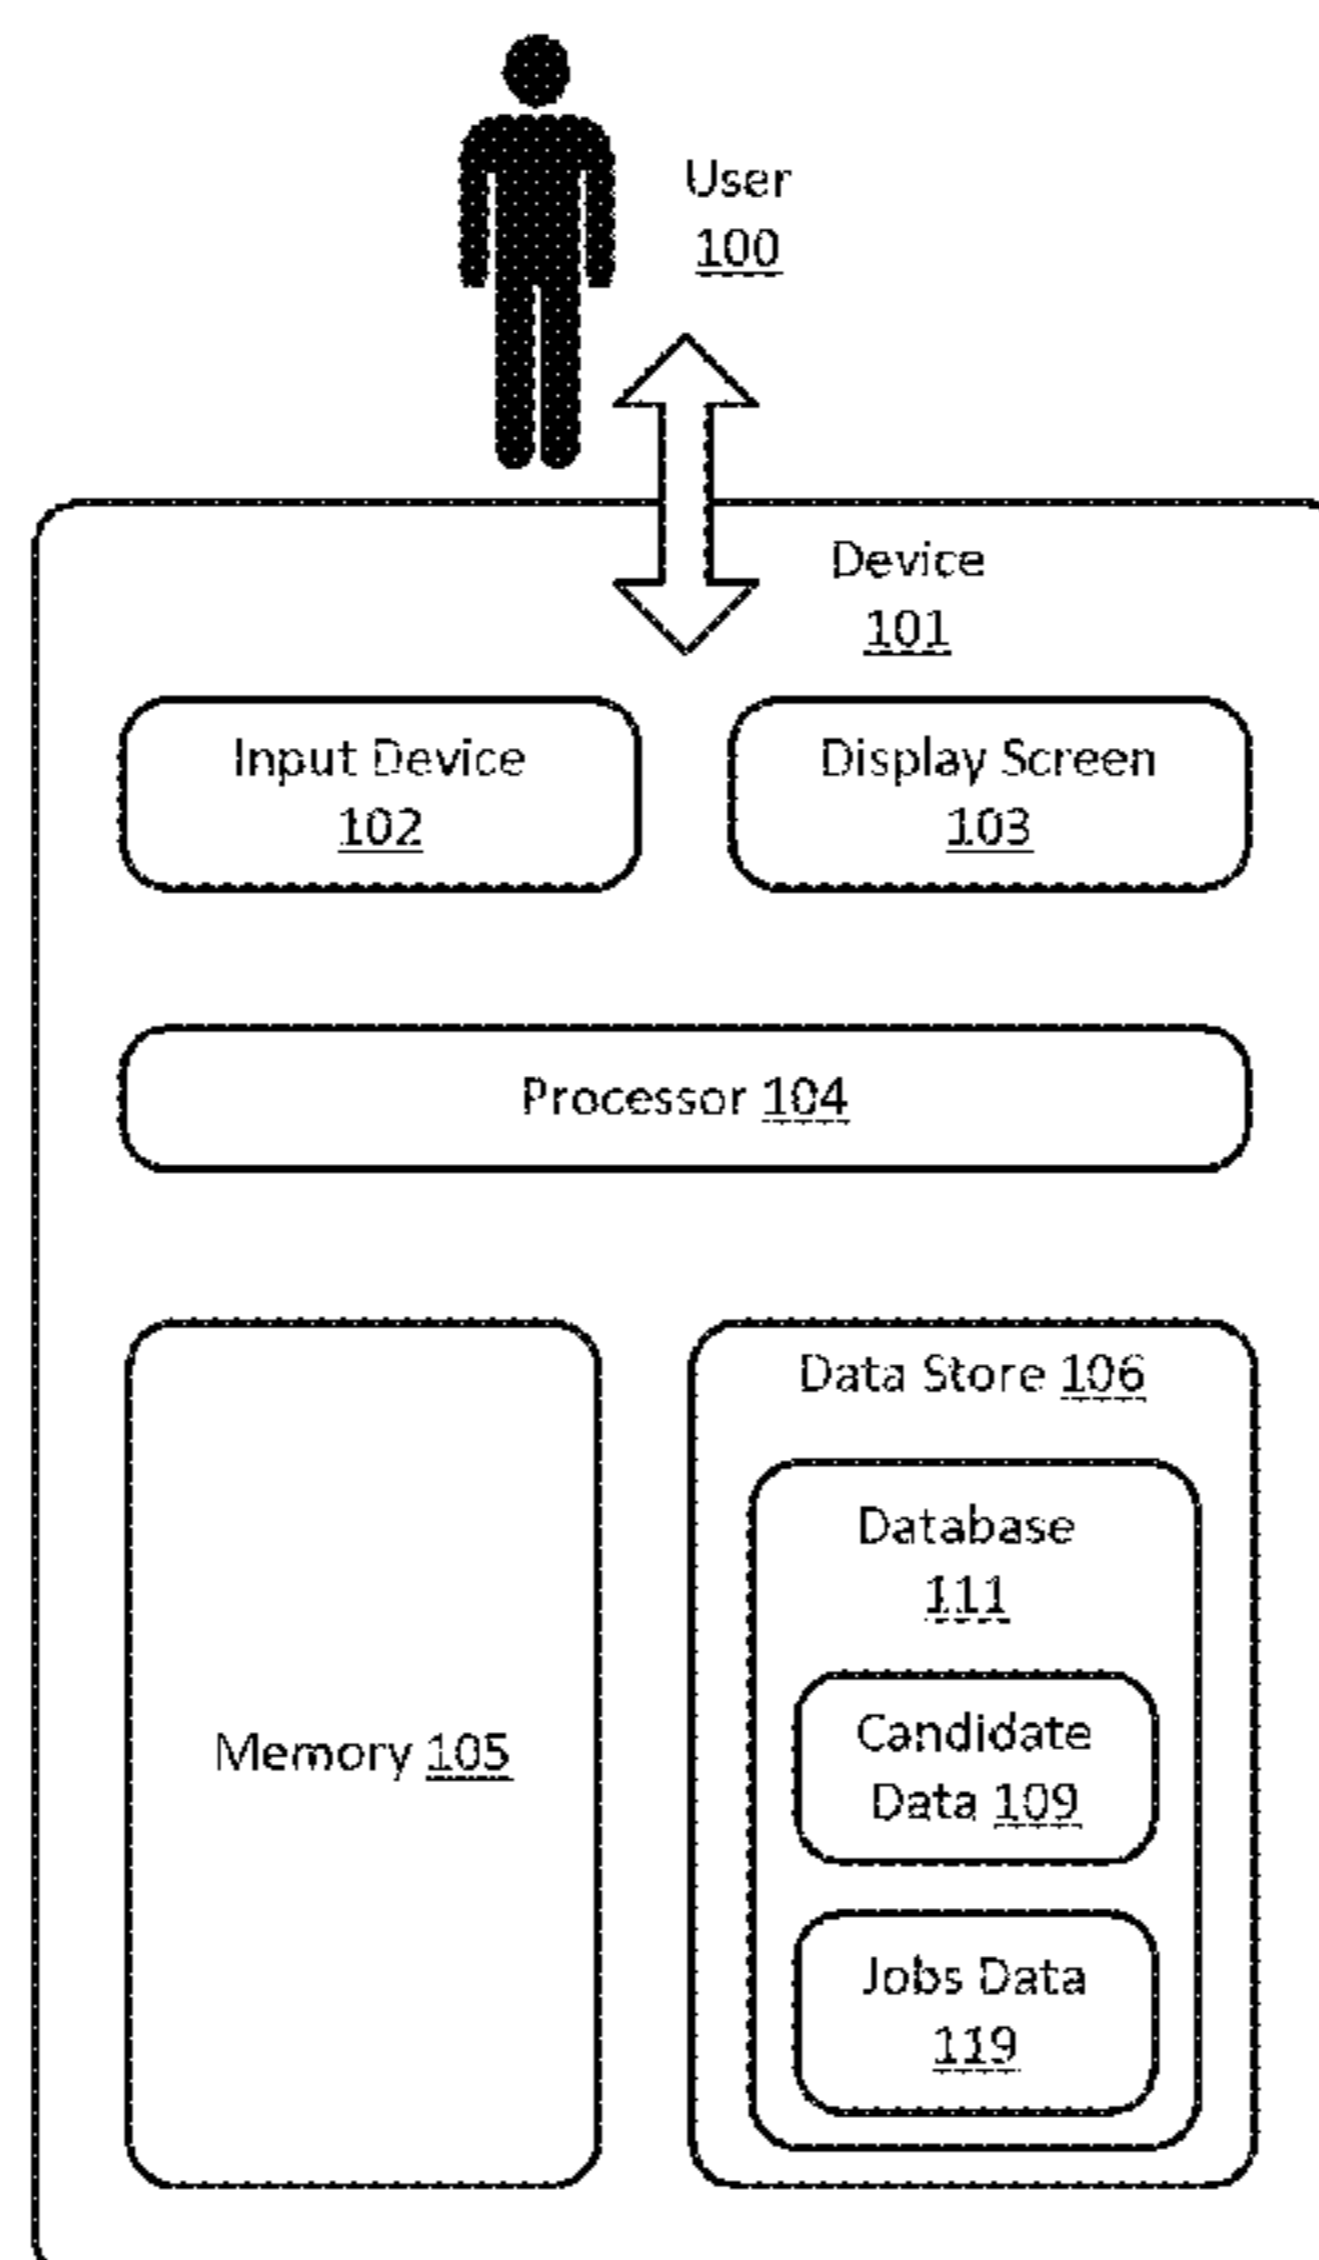 User
100
Device
101
Input Device
102
Display Screen
103
Processor 104
Memory 105
Data Store 106
Database
111
Candidate
Data 109
Jobs Data
119